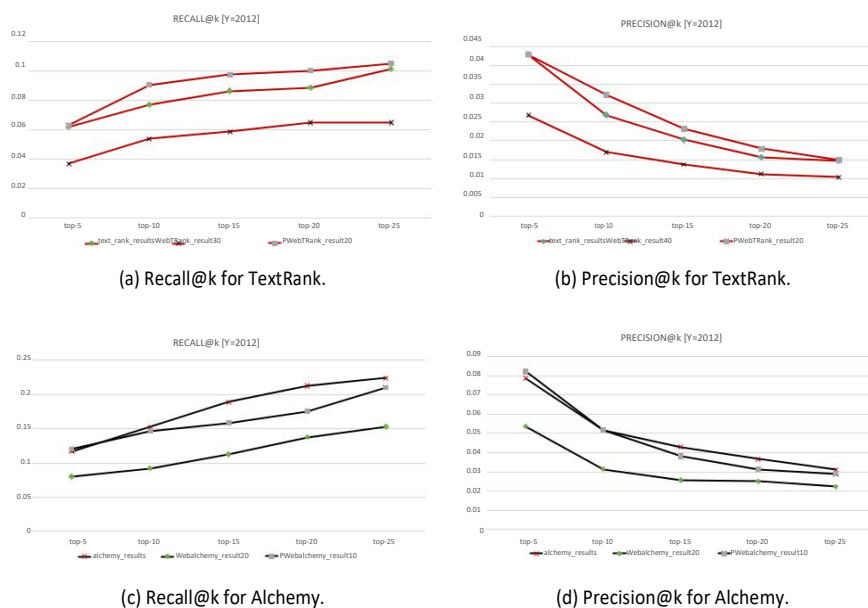 RECALL@k [Y=2012]
0.12
0.1
0.08
0.06
0.04
0.02
0
top-5 top-10 top-15 top-20 top-25
text_rank_results WebTRank_result30 PWebTRank_result20
(a) Recall@k for TextRank.
PRECISION@k [Y=2012]
0.045
0.04
0.035
0.03
0.025
0.02
0.015
0.01
0.005
0
top-5 top-10 top-15 top-20 top-25
text_rank_results WebTRank_result40 PWebTRank_result20
(b) Precision@k for TextRank.
RECALL@k [Y=2012]
0.25
0.2
0.15
0.1
0.05
0
top-5 top-10 top-15 top-20 top-25
alchemy_results Webalchemy_result20 PWebalchemy_result10
(c) Recall@k for Alchemy.
PRECISION@k [Y=2012]
0.09
0.08
0.07
0.06
0.05
0.04
0.03
0.02
0.01
0
top-5 top-10 top-15 top-20 top-25
alchemy_results Webalchemy_result20 PWebalchemy_result10
(d) Precision@k for Alchemy.